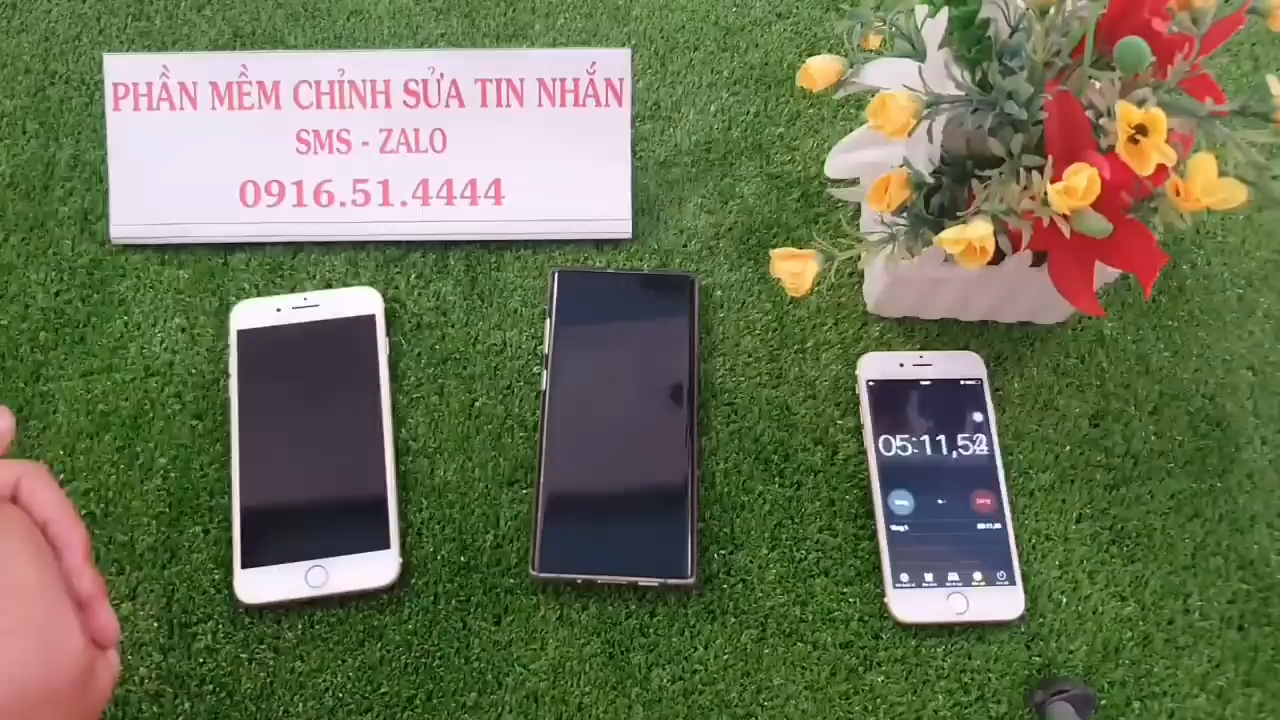 PHẦN MỀM CHỈNH SỬA TIN NHẮN
SMS - ZALO
0916.51.4444
05:11,52